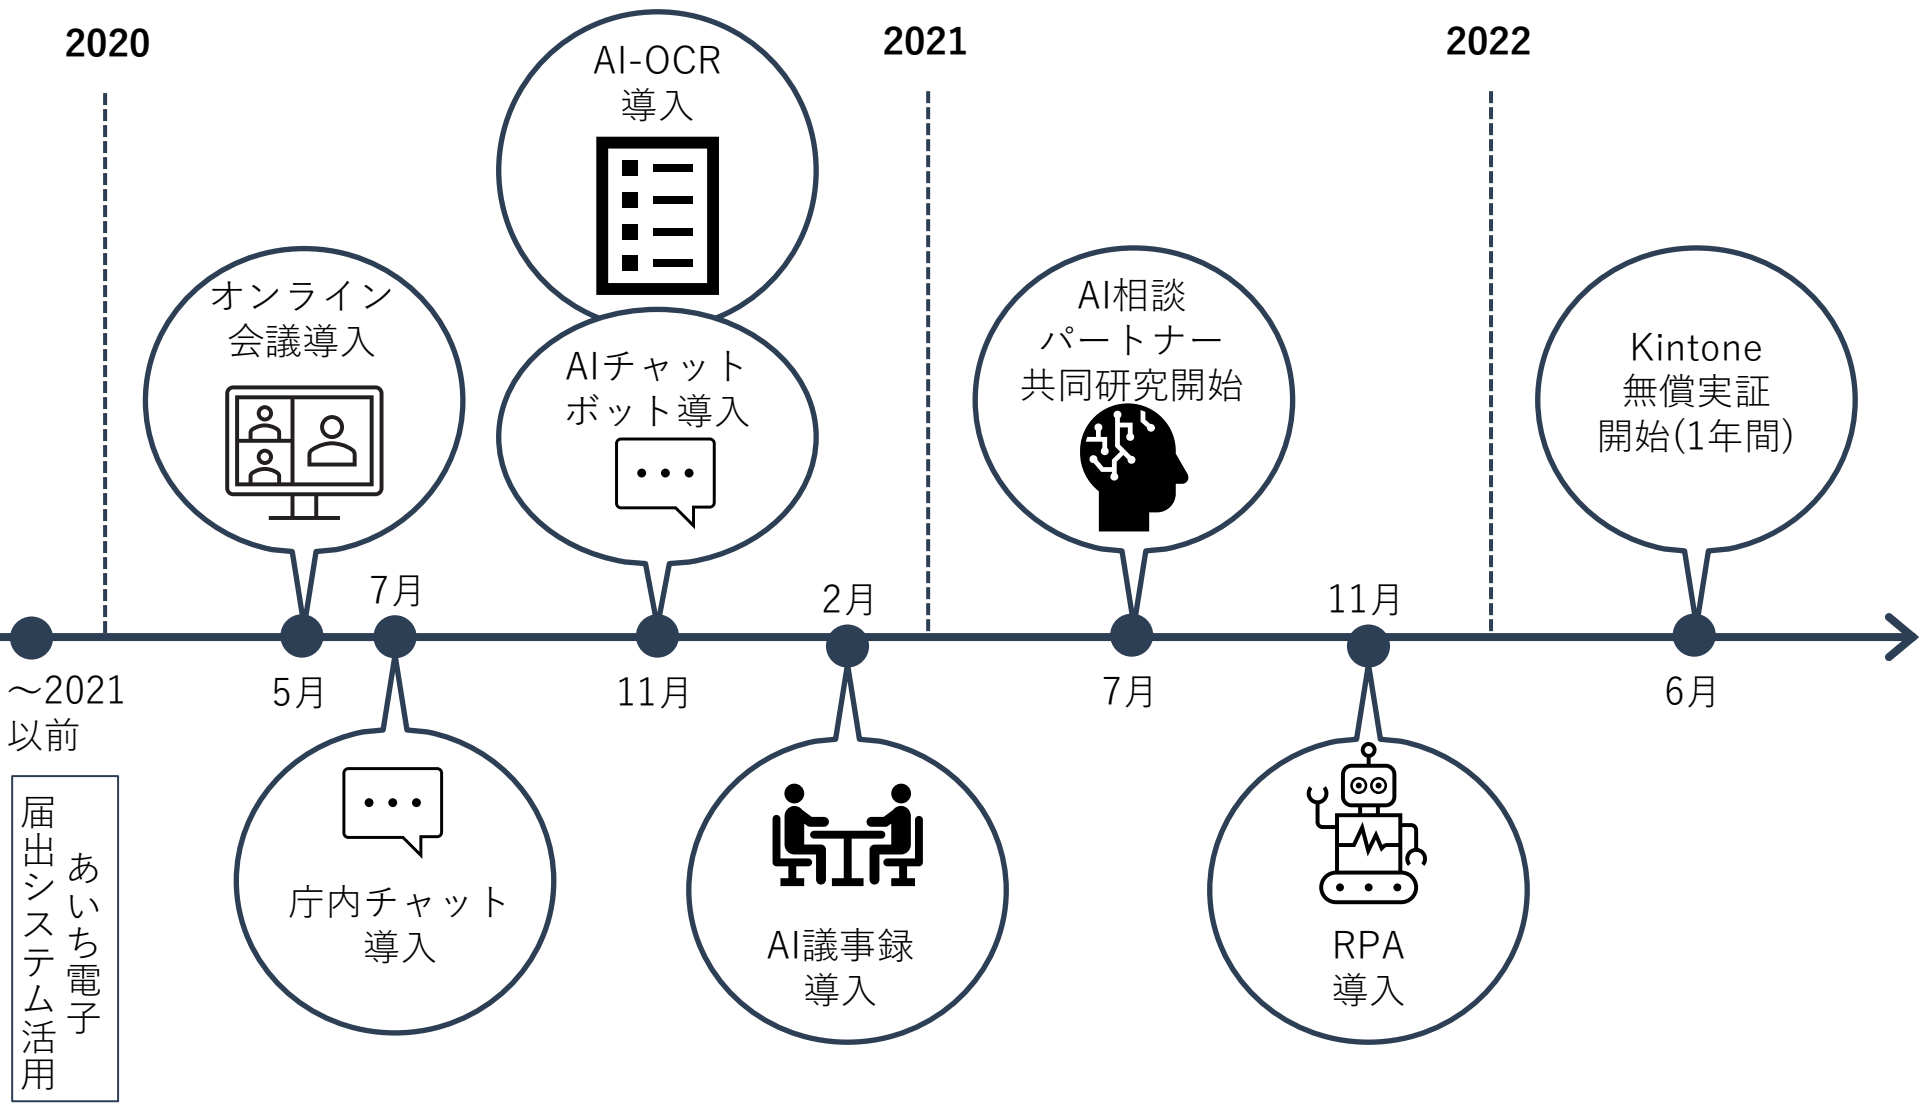 2020
2021
2022
AI-OCR
導入
オンライン
会議導入
AIチャット
ボット導入
AI相談
パートナー
共同研究開始
Kintone
無償実証
開始(1年間)
7月
2月
11月
～2021
以前
5月
11月
7月
6月
あいち電子
届出システム活用
庁内チャット
導入
AI議事録
導入
RPA
導入